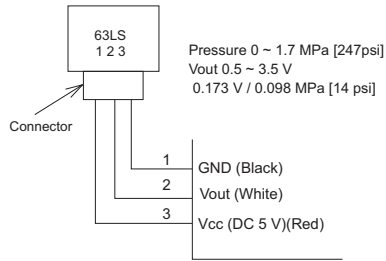 63LS
1 2 3
Pressure 0 ~ 1.7 MPa [247psi]
Vout 0.5 ~ 3.5 V
0.173 V / 0.098 MPa [14 psi]
Connector
1
GND (Black)
2
Vout (White)
3
Vcc (DC 5 V)(Red)